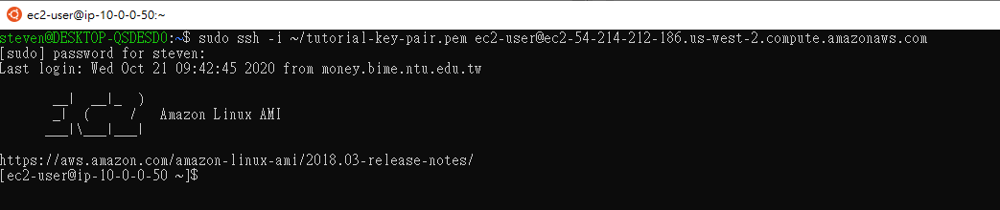 ec2-user@ip-10-0-0-50:~
steven@DESKTOP-QSDESD0:~$ sudo ssh -i ~/tutorial-key-pair.pem ec2-user@ec2-54-214-212-186.us-west-2.compute.amazonaws.com
[sudo] password for steven:
Last login: Wed Oct 21 09:42:45 2020 from money.bime.ntu.edu.tw
       __|  __|_  )
       _|  (     /   Amazon Linux AMI
      ___|\___|___|
https://aws.amazon.com/amazon-linux-ami/2018.03-release-notes/
[ec2-user@ip-10-0-0-50 ~]$